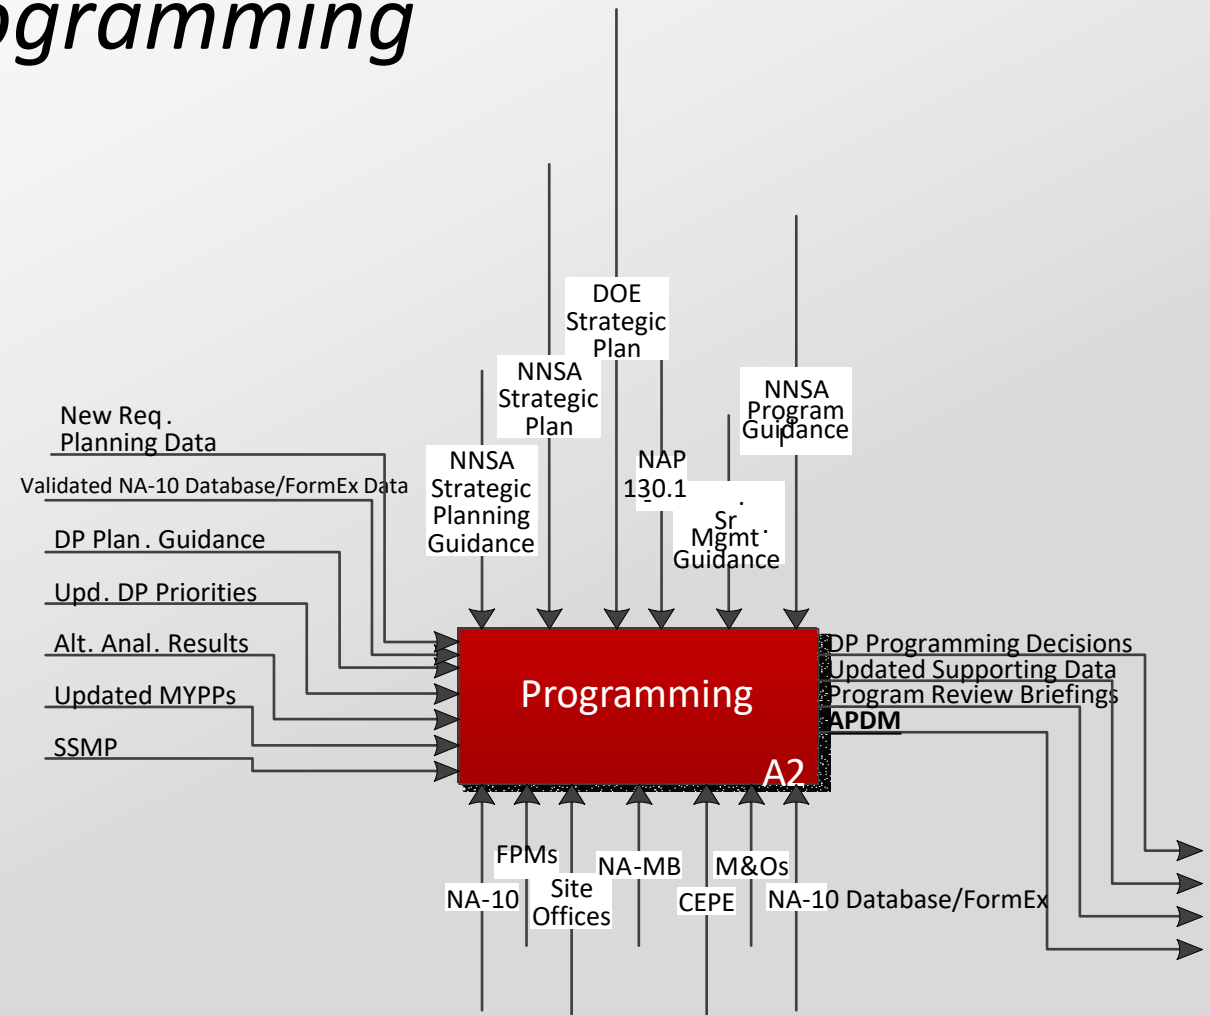 ogramming
DOE
Strategic
Plan
NNSA
Strategic
Plan
NNSA
Program
Guidance
New Req.
Planning Data
NNSA
Strategic
Planning
Guidance
NAP
130.1
Validated NA-10 Database/FormEx Data
Sr.
Mgmt.
Guidance
DP Plan. Guidance
Upd. DP Priorities
Alt. Anal. Results
Updated MYPPs
SSMP
Programming
A2
DP Programming Decisions
Updated Supporting Data
Program Review Briefings
APDM
FPMs
NA-MB
M&Os
NA-10
Site
Offices
CEPE
NA-10 Database/FormEx